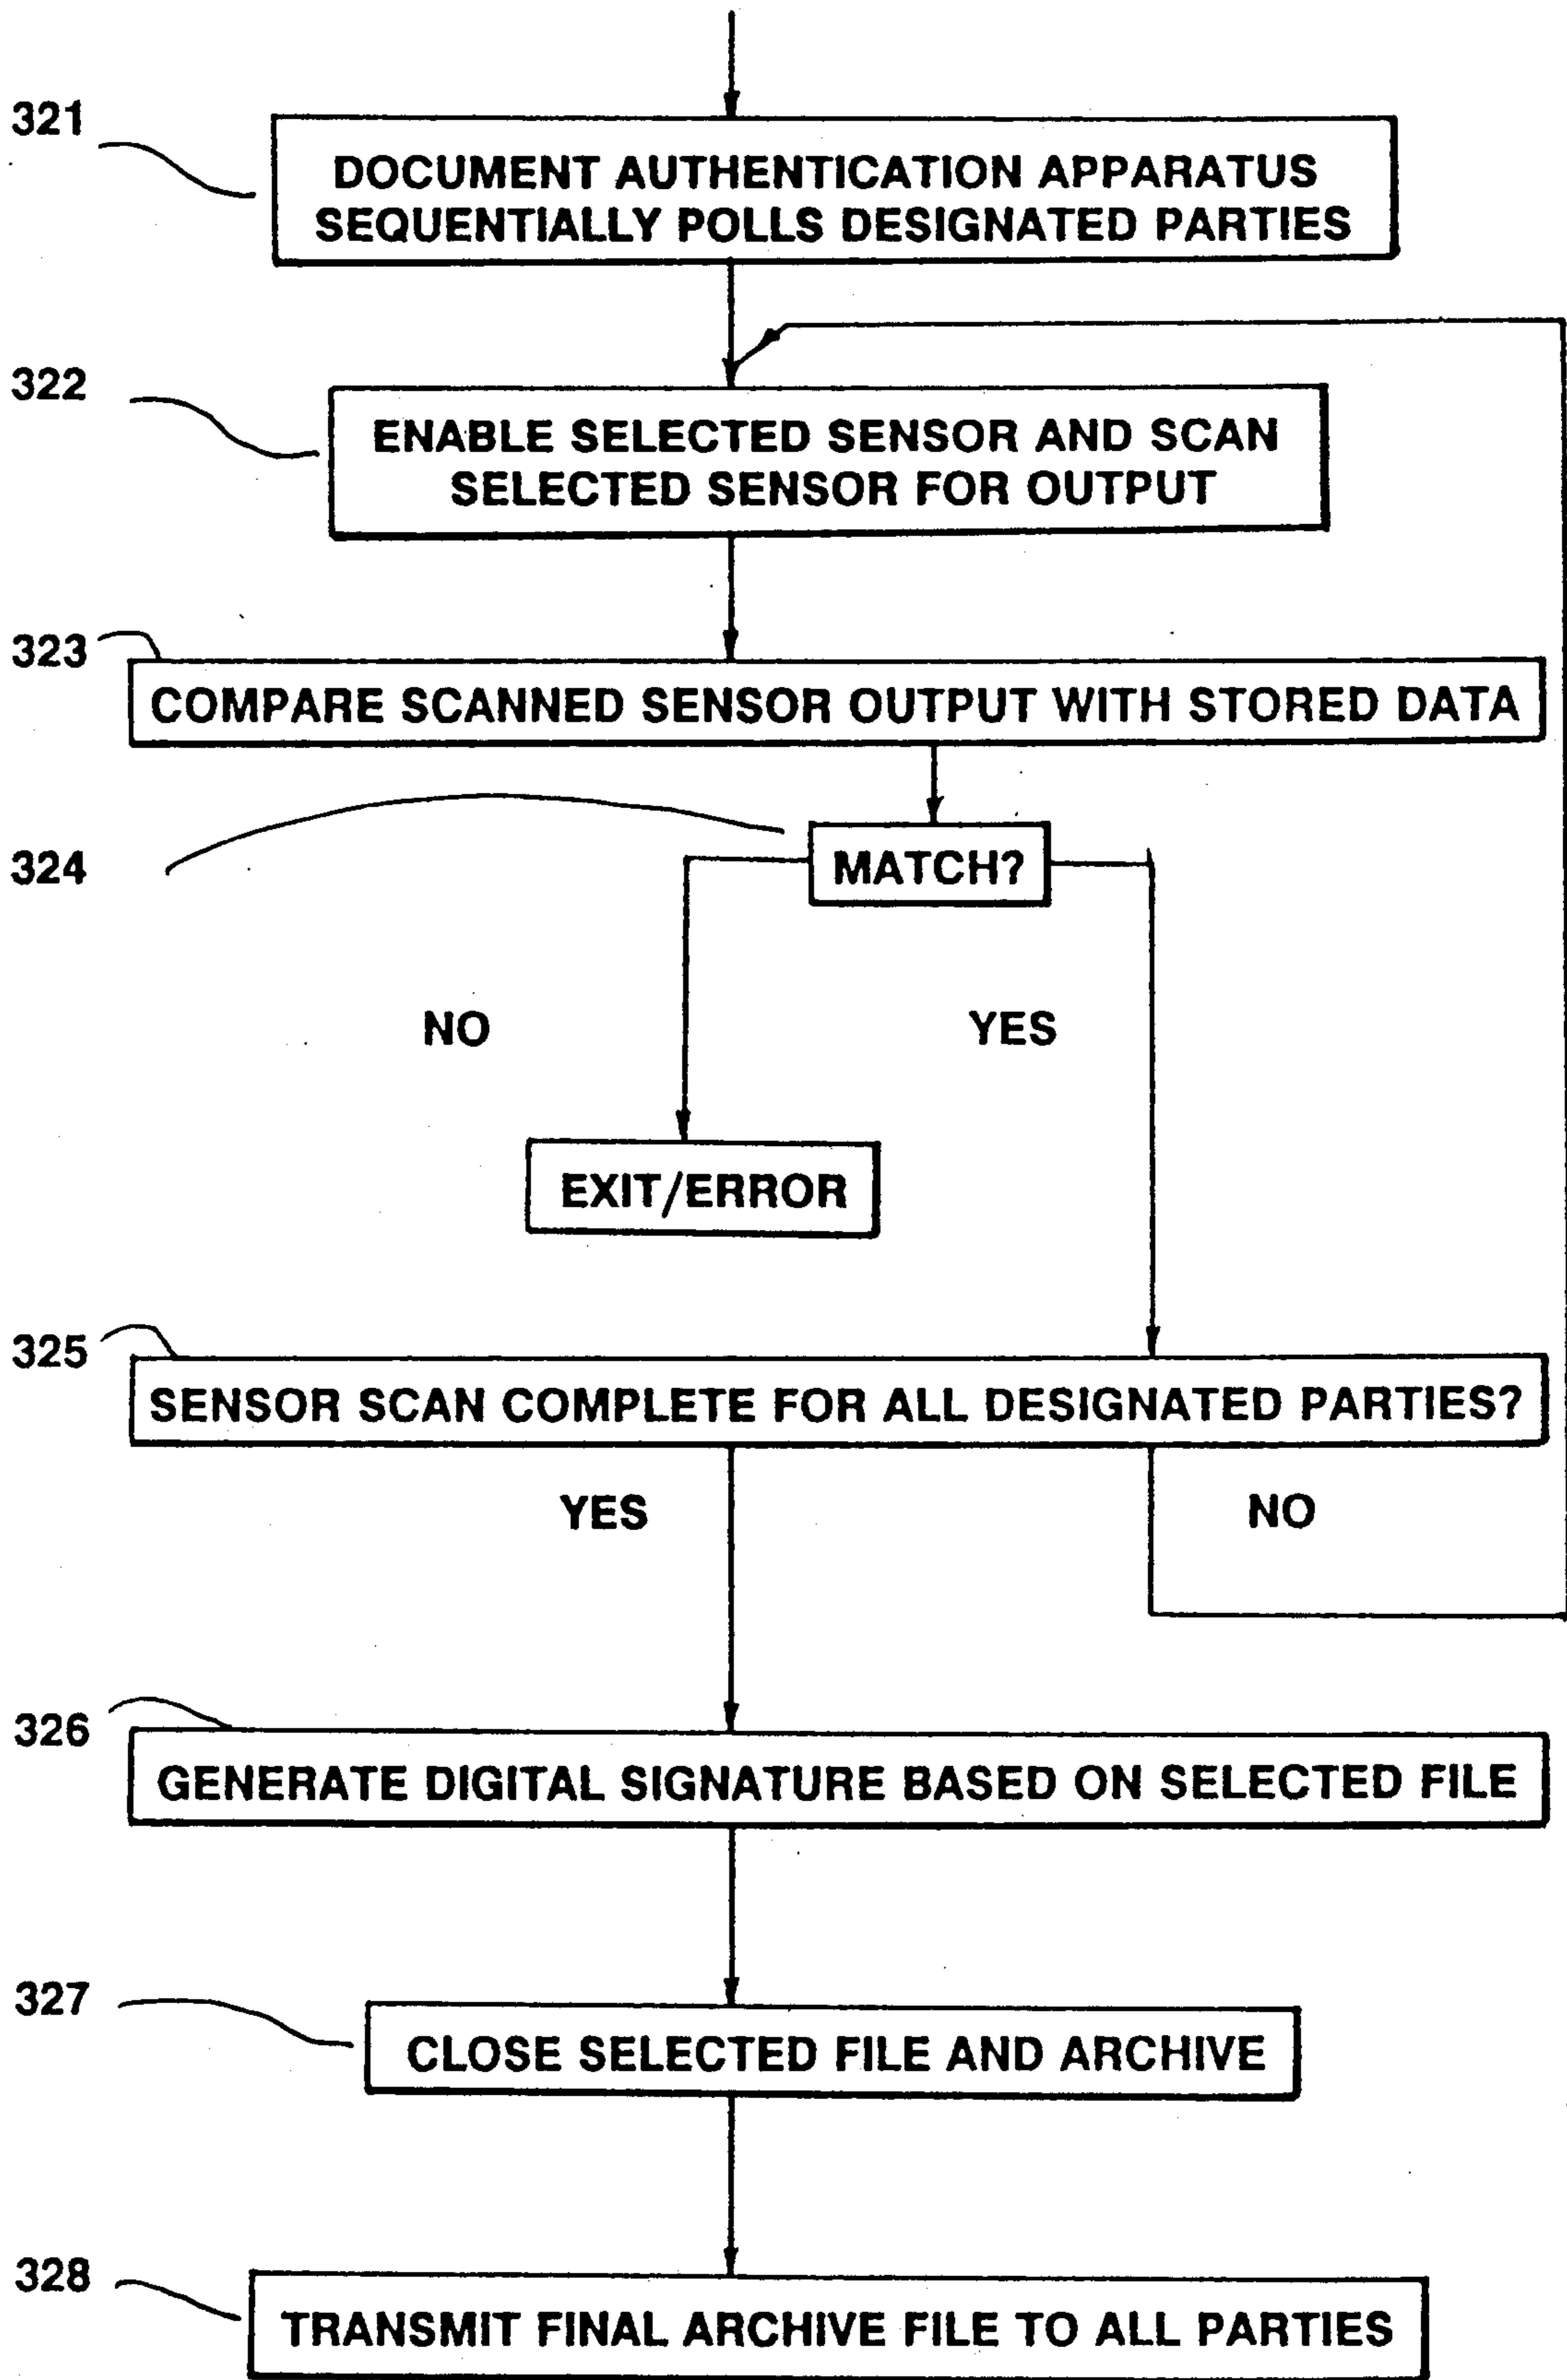 321
DOCUMENT AUTHENTICATION APPARATUS
SEQUENTIALLY POLLS DESIGNATED PARTIES
322
ENABLE SELECTED SENSOR AND SCAN
SELECTED SENSOR FOR OUTPUT
323
COMPARE SCANNED SENSOR OUTPUT WITH STORED DATA
324
MATCH?
NO
YES
EXIT/ERROR
325
SENSOR SCAN COMPLETE FOR ALL DESIGNATED PARTIES?
YES
NO
326
GENERATE DIGITAL SIGNATURE BASED ON SELECTED FILE
327
CLOSE SELECTED FILE AND ARCHIVE
328
TRANSMIT FINAL ARCHIVE FILE TO ALL PARTIES